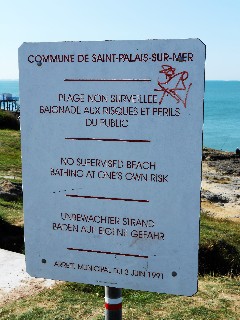 COMMUNE DE SAINT-PALAIS-SUR-MER
PLAGE NON SURVEILLEE
BAIGNADE AUX RISQUES ET PERILS
DU PUBLIC
NO SUPERVISED BEACH
BATHING AT ONE'S OWN RISK
UNBEWACHTER STRAND
BADEN AUF EIGENE GEFAHR
ARRETE MUNICIPAL DU 3 JUIN 1991